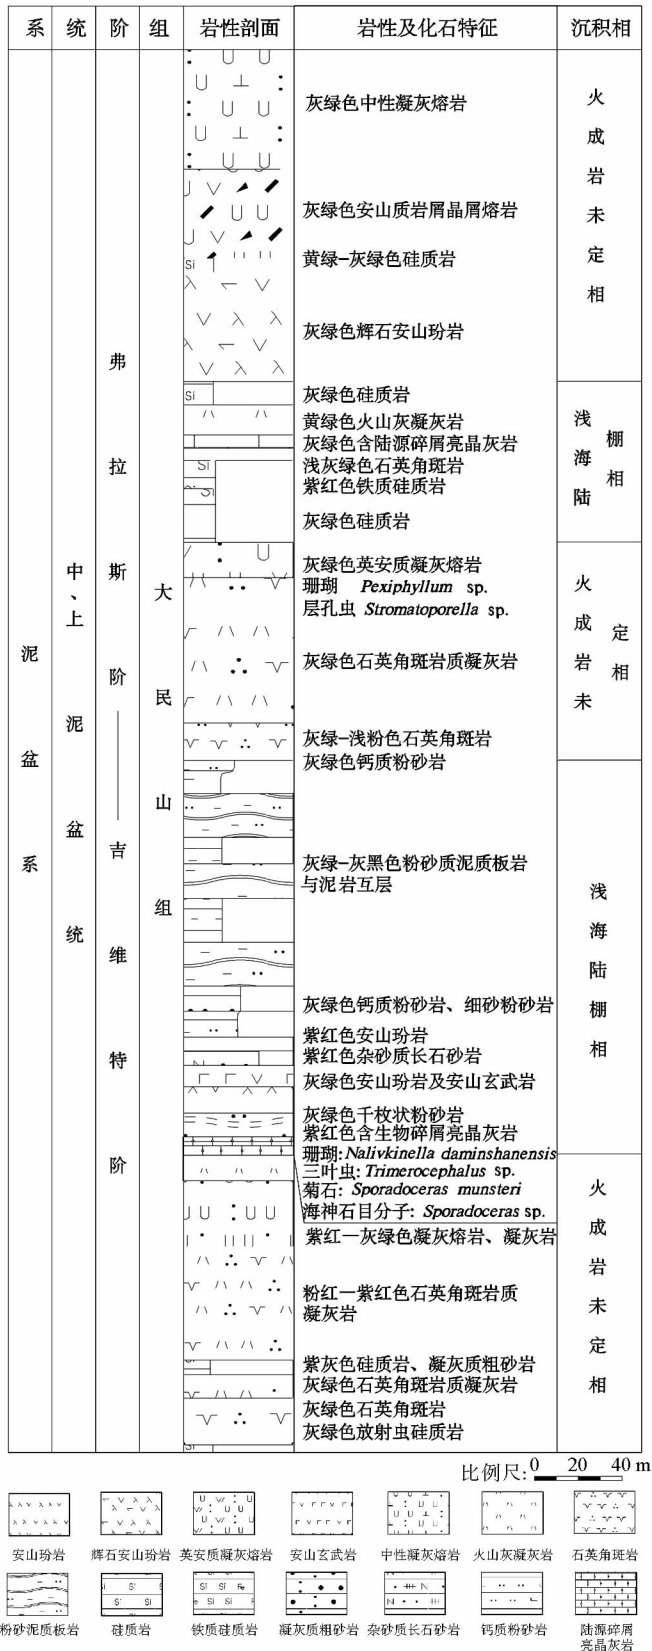 系 统 阶 组 岩性剖面 岩性及化石特征 沉积相
泥盆系
中、上泥盆统
弗拉斯阶——吉维特阶
大民山组
灰绿色中性凝灰熔岩
灰绿色安山质岩屑晶屑熔岩
黄绿-灰绿色硅质岩
灰绿色辉石安山玢岩
灰绿色硅质岩
黄绿色火山灰凝灰岩
灰绿色含陆源碎屑亮晶灰岩
浅灰绿色石英角斑岩
紫红色铁质硅质岩
灰绿色硅质岩
灰绿色英安质凝灰熔岩
珊瑚 Pexiphyllum sp.
层孔虫 Stromatoporella sp.
灰绿色石英角斑岩质凝灰岩
灰绿-浅粉色石英角斑岩
灰绿色钙质粉砂岩
灰绿-灰黑色粉砂质泥质板岩
与泥岩互层
灰绿色钙质粉砂岩、细砂粉砂岩
紫红色安山玢岩
紫红色杂砂质长石砂岩
灰绿色安山玢岩及安山玄武岩
灰绿色千枚状粉砂岩
紫红色含生物碎屑亮晶灰岩
珊瑚: Nalivkinella daminshanensis
三叶虫: Trimerocephalus sp.
菊石: Sporadoceras munsteri
海神石目分子: Sporadoceras sp.
紫红—灰绿色凝灰熔岩、凝灰岩
粉红—紫红色石英角斑岩质
凝灰岩
紫灰色硅质岩、凝灰质粗砂岩
灰绿色石英角斑岩质凝灰岩
灰绿色石英角斑岩
灰绿色放射虫硅质岩
火成岩未定相
浅海陆棚相
火成岩未定相
浅海陆棚相
火成岩未定相
Si
Si
Si
Si
N
Si
比例尺: 0 20 40 m
安山玢岩 辉石安山玢岩 英安质凝灰熔岩 安山玄武岩 中性凝灰熔岩 火山灰凝灰岩 石英角斑岩
粉砂泥质板岩 硅质岩 铁质硅质岩 凝灰质粗砂岩 杂砂质长石砂岩 钙质粉砂岩 陆源碎屑
亮晶灰岩